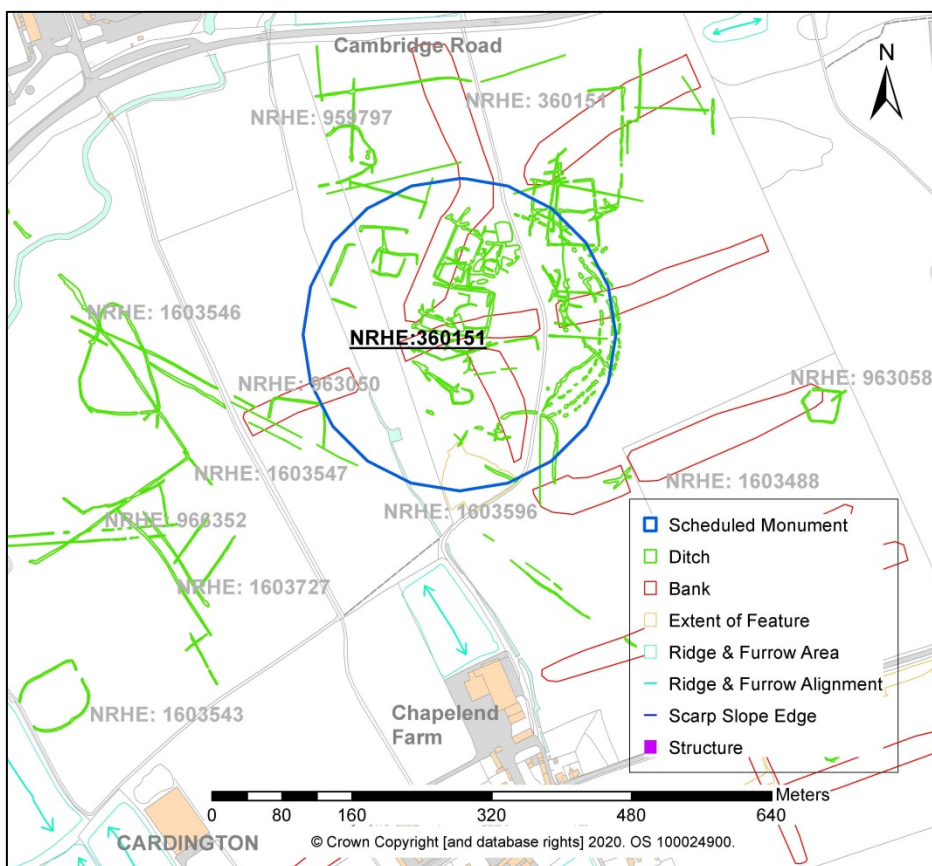 Cambridge Road
N
NRHE: 959797
NRHE: 360151
NRHE: 1603546
NRHE:360151
NRHE: 963050
NRHE: 963058
NRHE: 1603547
NRHE: 1603488
NRHE: 966352
NRHE: 1603596
NRHE: 1603727
NRHE: 1603543
Chapelend
Farm
CARDINGTON
Scheduled Monument
Ditch
Bank
Extent of Feature
Ridge & Furrow Area
Ridge & Furrow Alignment
Scarp Slope Edge
Structure
Meters
0 80 160 320 480 640
© Crown Copyright [and database rights] 2020. OS 100024900.